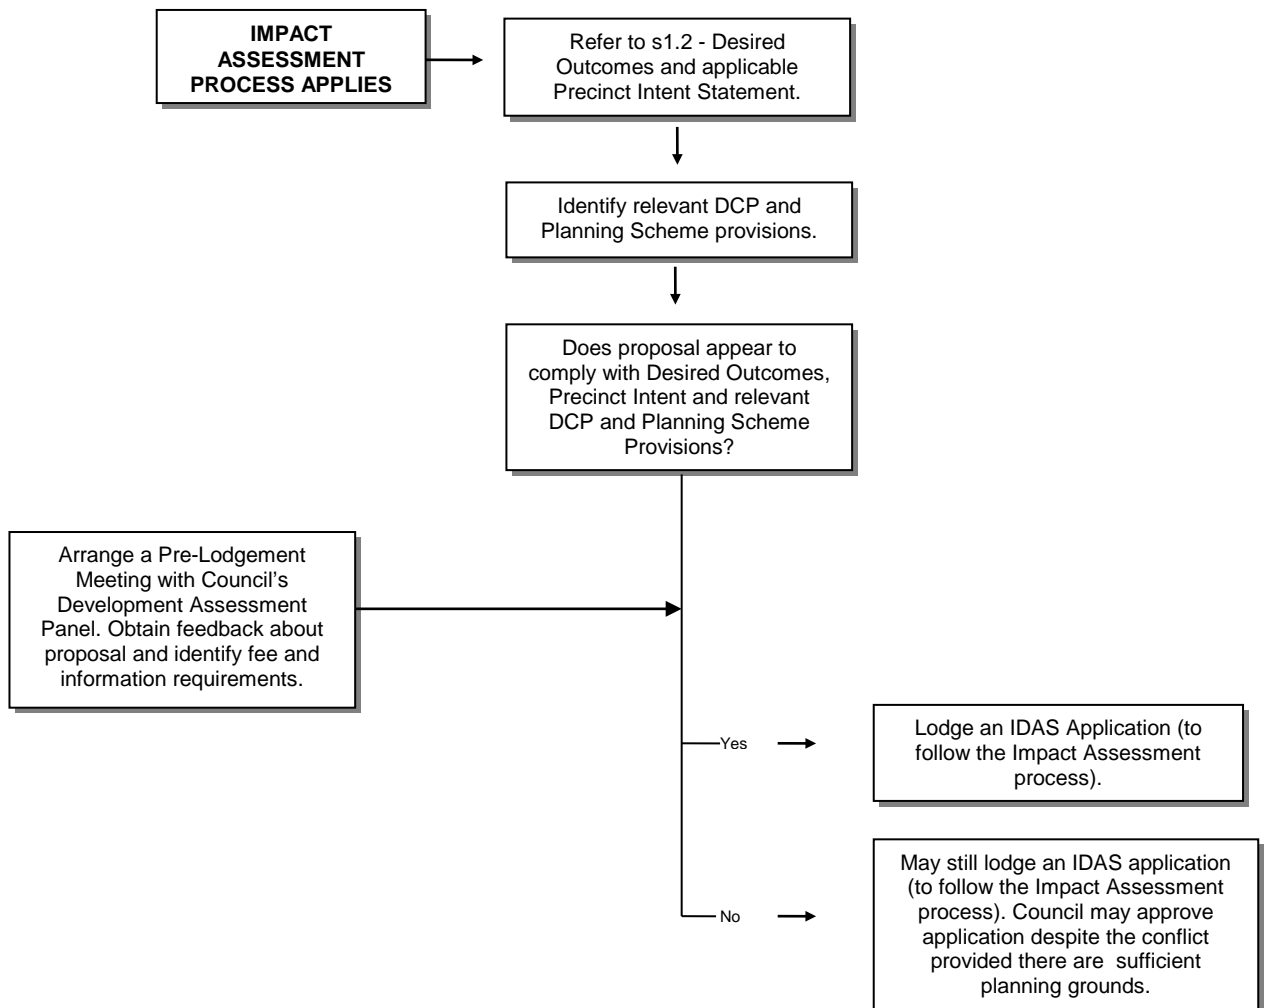 IMPACT
ASSESSMENT
PROCESS APPLIES
Refer to s1.2 - Desired
Outcomes and applicable
Precinct Intent Statement.
Identify relevant DCP and
Planning Scheme provisions.
Does proposal appear to
comply with Desired Outcomes,
Precinct Intent and relevant
DCP and Planning Scheme
Provisions?
Arrange a Pre-Lodgement
Meeting with Council’s
Development Assessment
Panel. Obtain feedback about
proposal and identify fee and
information requirements.
Yes
Lodge an IDAS Application (to
follow the Impact Assessment
process).
No
May still lodge an IDAS application
(to follow the Impact Assessment
process). Council may approve
application despite the conflict
provided there are  sufficient
planning grounds.